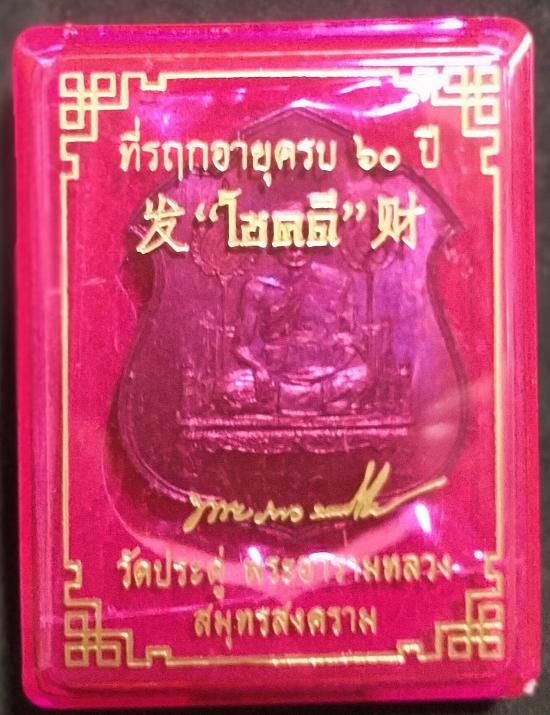 ที่รฤกอายุครบ ๖๐ ปี
发 "โชคดี"财
วัดประดู่ พระอารามหลวง
สมุทรสงคราม